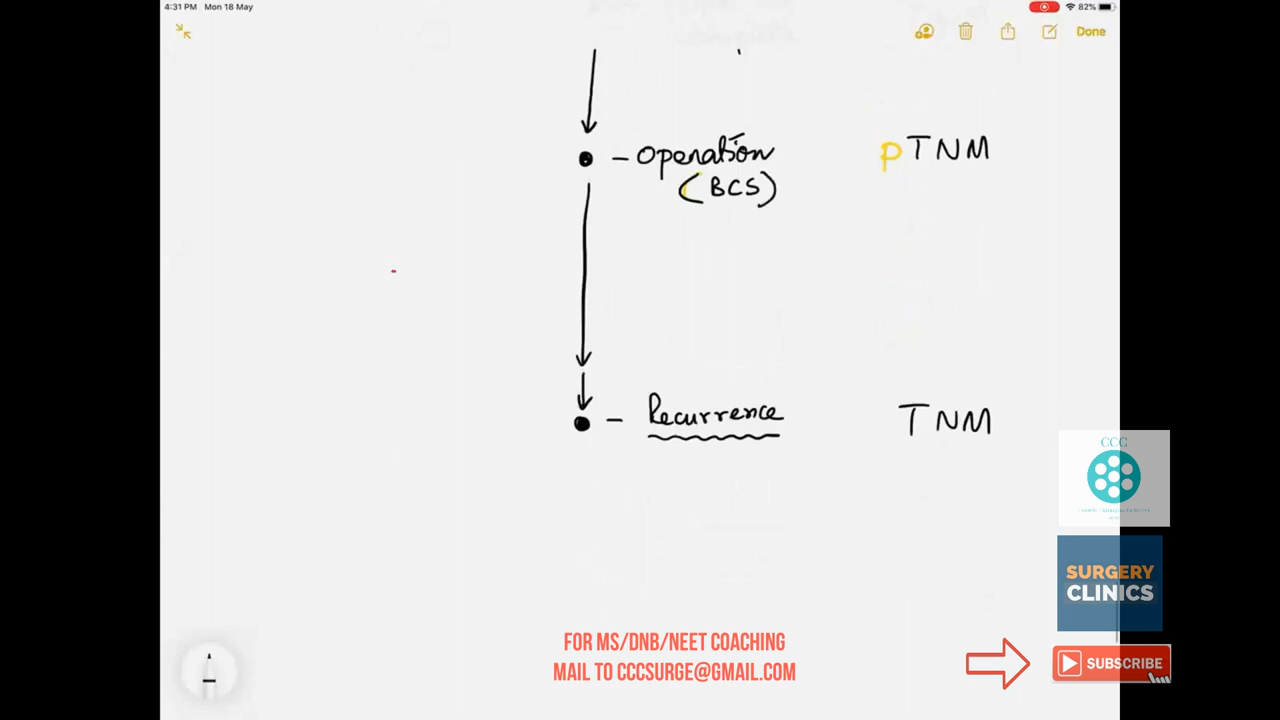 4:31 PM Mon 18 May 82%
Done
- Operation pTNM
(BCS)
- Recurrence TNM
CCC
SURGERY
CLINICS
FOR MS/DNB/NEET COACHING
MAIL TO CCCSURGE@GMAIL.COM
SUBSCRIBE